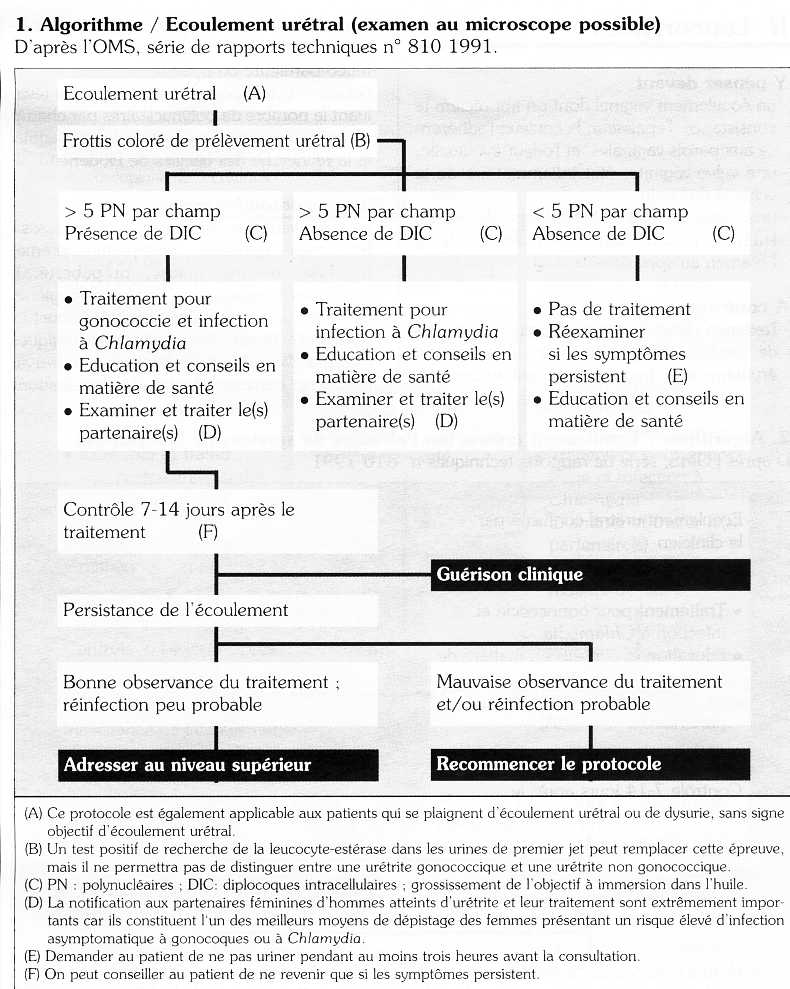 1. Algorithme / Ecoulement urétral (examen au microscope possible)
D'après l'OMS, série de rapports techniques n° 810 1991.
Ecoulement urétral (A)
Frottis coloré de prélèvement urétral (B)
> 5 PN par champ
Présence de DIC (C)
> 5 PN par champ
Absence de DIC (C)
< 5 PN par champ
Absence de DIC (C)
• Traitement pour
gonococcie et infection
à Chlamydia
• Education et conseils en
matière de santé
• Examiner et traiter le(s)
partenaire(s) (D)
• Traitement pour
infection à Chlamydia
• Education et conseils en
matière de santé
• Examiner et traiter le(s)
partenaire(s) (D)
• Pas de traitement
• Réexaminer
si les symptômes
persistent (E)
• Education et conseils en
matière de santé
Contrôle 7-14 jours après le
traitement (F)
Guérison clinique
Persistance de l'écoulement
Bonne observance du traitement ;
réinfection peu probable
Mauvaise observance du traitement
et/ou réinfection probable
Adresser au niveau supérieur
Recommencer le protocole
(A) Ce protocole est également applicable aux patients qui se plaignent d'écoulement urétral ou de dysurie, sans signe
objectif d'écoulement urétral.
(B) Un test positif de recherche de la leucocyte-estérase dans les urines de premier jet peut remplacer cette épreuve,
mais il ne permettra pas de distinguer entre une urétrite gonococcique et une urétrite non gonococcique.
(C) PN : polynucléaires ; DIC: diplocoques intracellulaires ; grossissement de l'objectif à immersion dans l'huile.
(D) La notification aux partenaires féminines d'hommes atteints d'urétrite et leur traitement sont extrêmement impor-
tants car ils constituent l'un des meilleurs moyens de dépistage des femmes présentant un risque élevé d'infection
asymptomatique à gonocoques ou à Chlamydia.
(E) Demander au patient de ne pas uriner pendant au moins trois heures avant la consultation.
(F) On peut conseiller au patient de ne revenir que si les symptômes persistent.